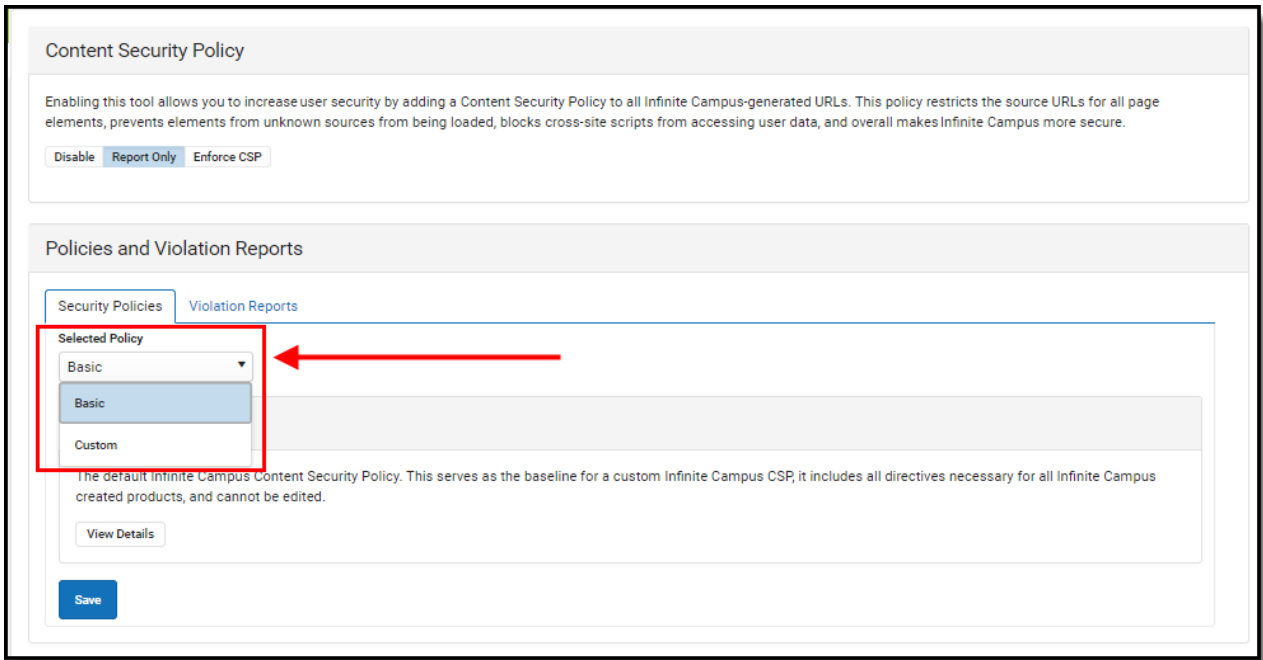 Content Security Policy
Enabling this tool allows you to increase user security by adding a Content Security Policy to all Infinite Campus-generated URLs. This policy restricts the source URLs for all page
elements, prevents elements from unknown sources from being loaded, blocks cross-site scripts from accessing user data, and overall makes Infinite Campus more secure.
Disable Report Only Enforce CSP
Policies and Violation Reports
Security Policies Violation Reports
Selected Policy
Basic
Basic
Custom
The default Infinite Campus Content Security Policy. This serves as the baseline for a custom Infinite Campus CSP, it includes all directives necessary for all Infinite Campus
created products, and cannot be edited.
View Details
Save